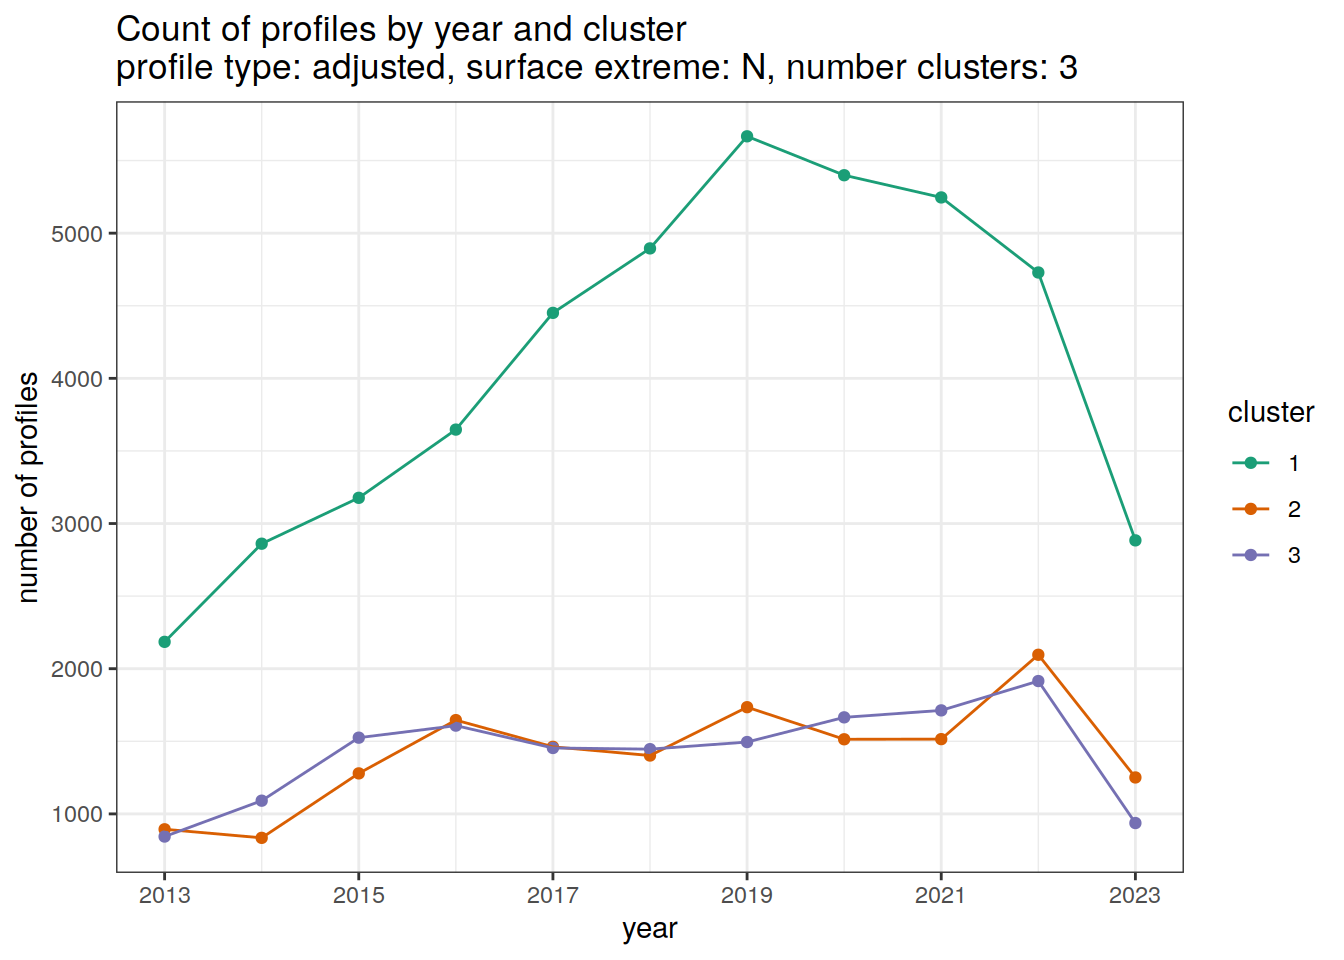 Count of profiles by year and cluster
profile type: adjusted, surface extreme: N, number clusters: 3
number of profiles
5000
4000
3000
2000
1000
2013 2015 2017 2019 2021 2023
year
cluster
1
2
3